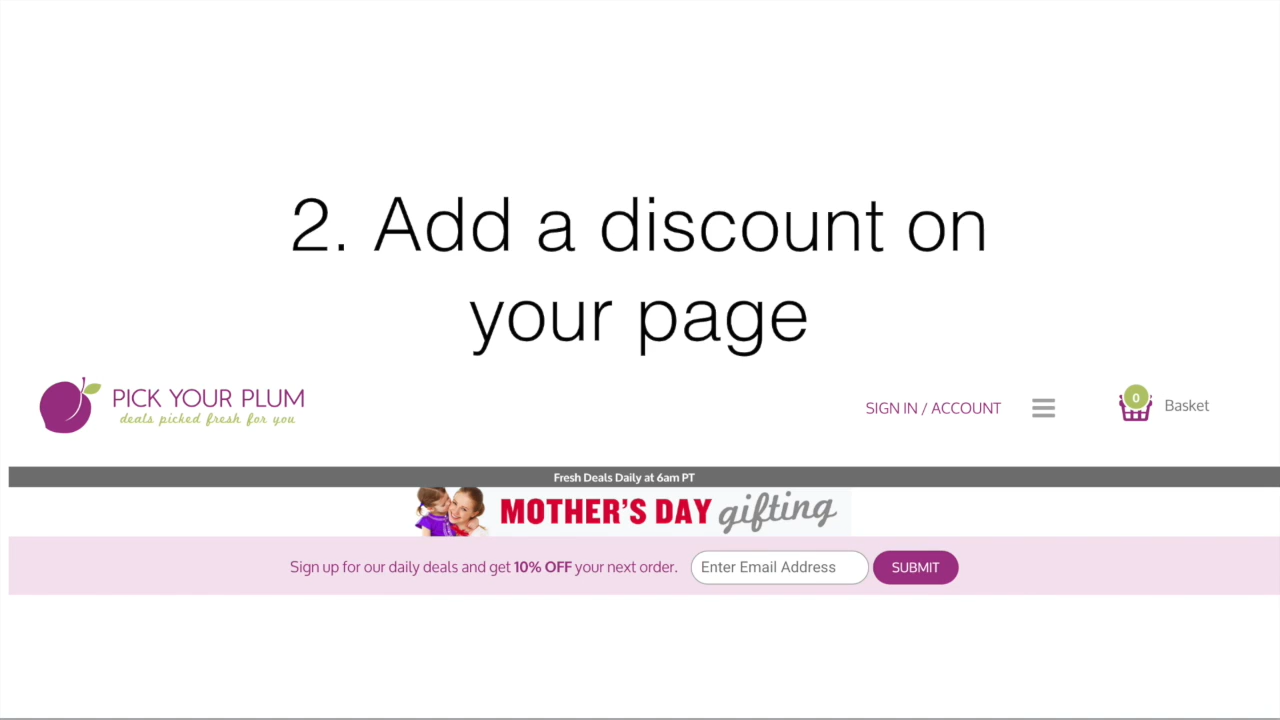 2. Add a discount on
your page
PICK YOUR PLUM
deals picked fresh for you
SIGN IN / ACCOUNT
0
Basket
Fresh Deals Daily at 6am PT
MOTHER'S DAY gifting
Sign up for our daily deals and get 10% OFF your next order.
Enter Email Address
SUBMIT